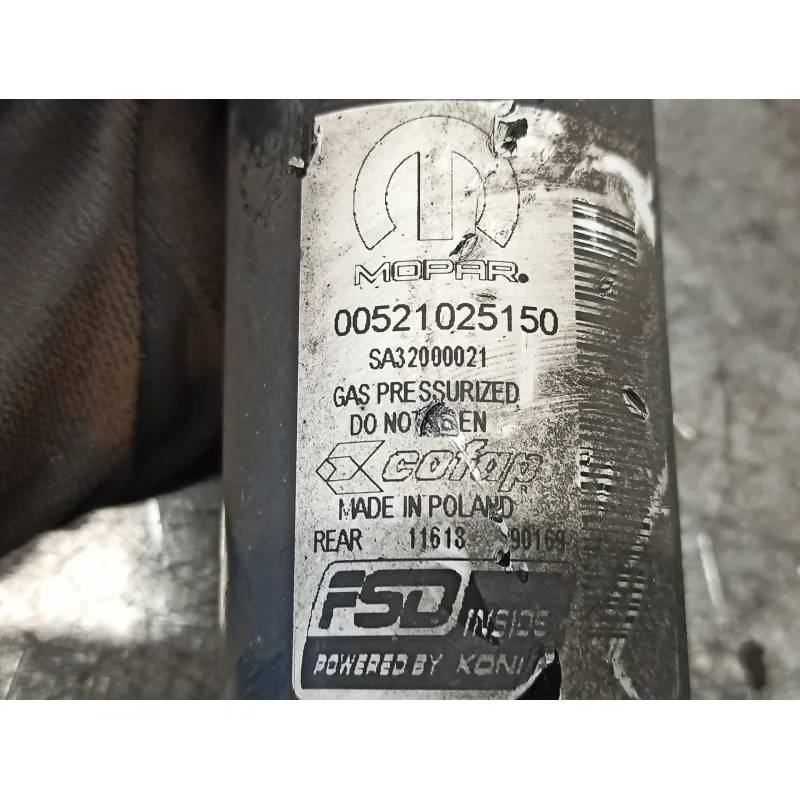 MOPAR.
00521025150
SA32000021
GAS PRESSURIZED
DO NOT
cofap
R
MADE IN POLAND
REAR 11613
FSD
INSIDE
POWERED BY KONI